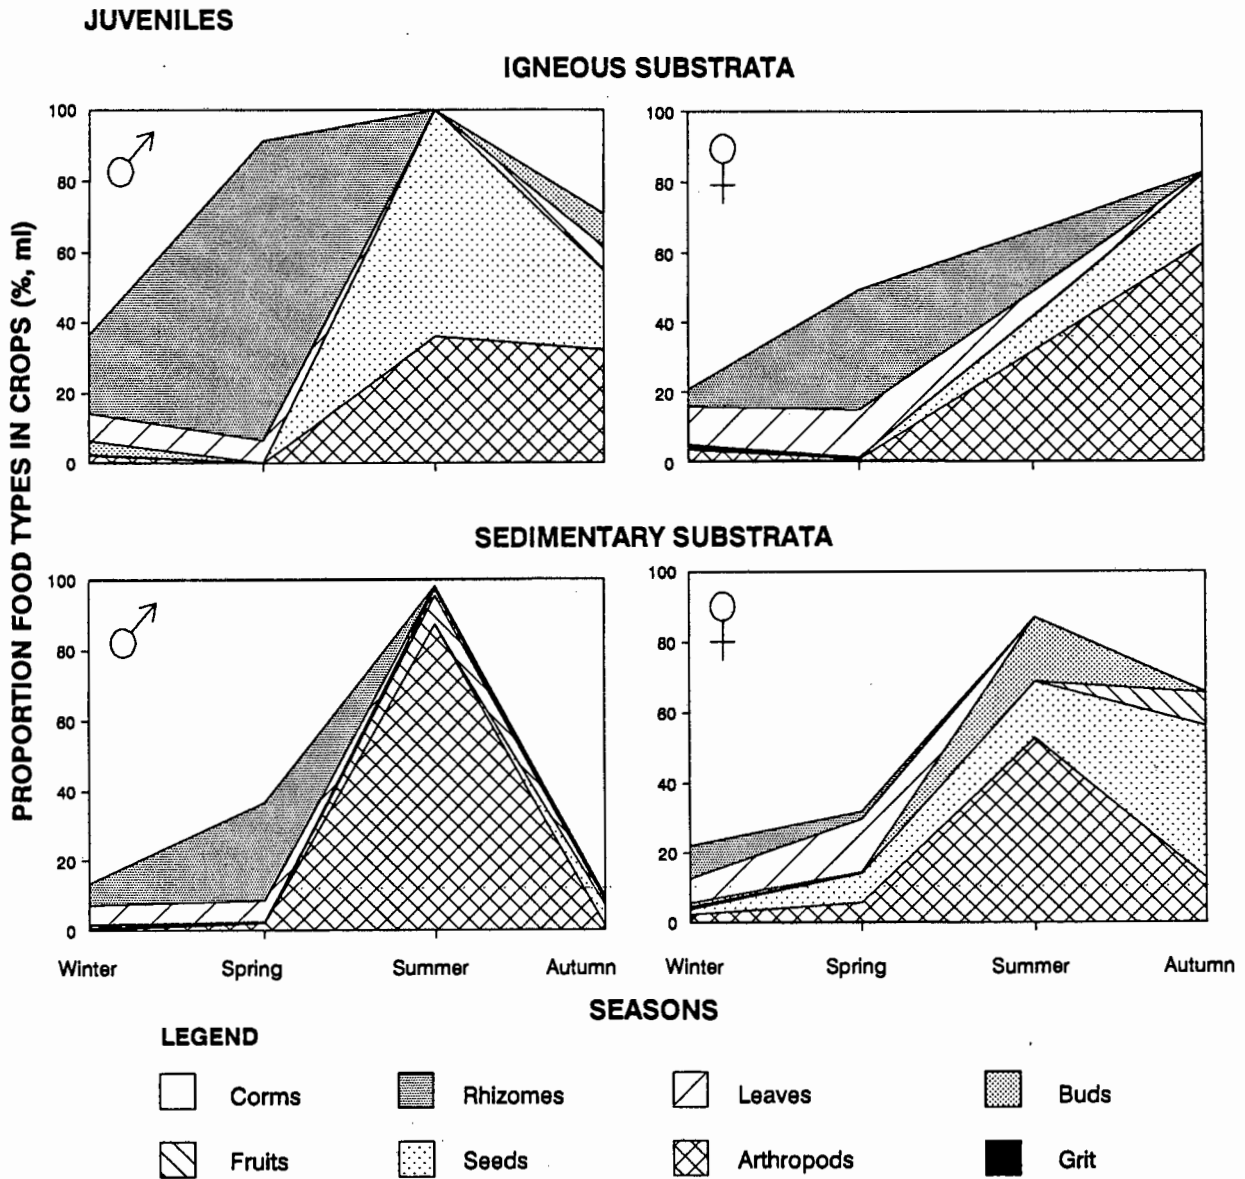 JUVENILES
IGNEOUS SUBSTRATA
PROPORTION FOOD TYPES IN CROPS (%, ml)
100
80
60
40
20
0
100
80
60
40
20
0
SEDIMENTARY SUBSTRATA
100
80
60
40
20
0
100
80
60
40
20
0
Winter Spring Summer Autumn Winter Spring Summer Autumn
SEASONS
LEGEND
Corms Rhizomes Leaves Buds
Fruits Seeds Arthropods Grit